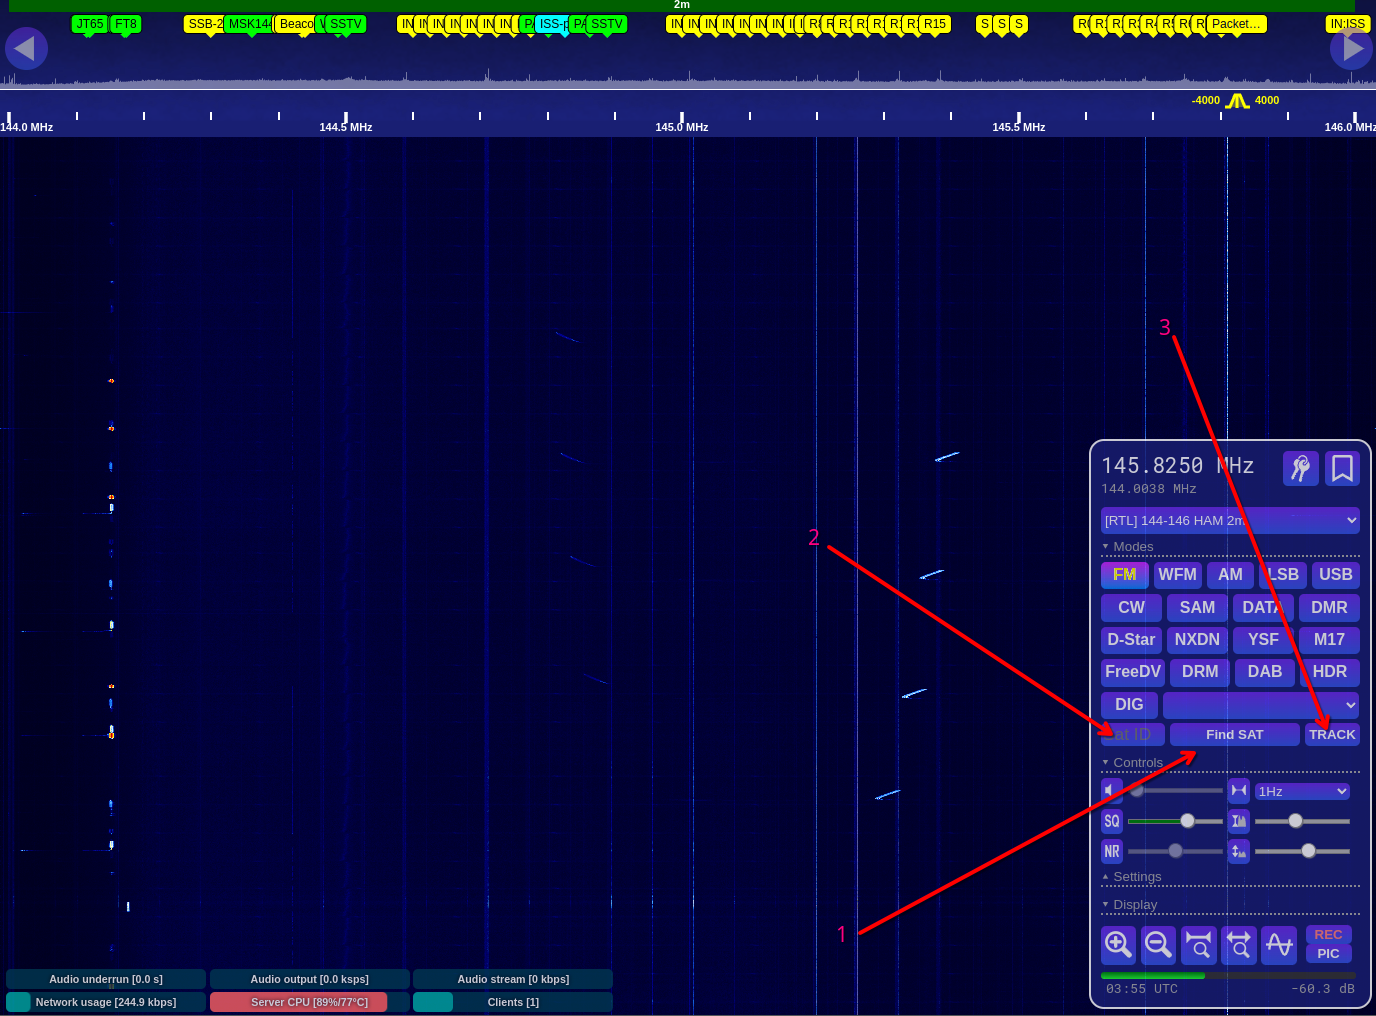 2m
JT65 FT8 SSB-2 MSK144 Beaco SSTV IN IN IN IN IN IN IN ISS-p PA SSTV IN IN IN IN IN IN IN R15 S S S Packet… IN:ISS
-4000 4000
144.0 MHz 144.5 MHz 145.0 MHz 145.5 MHz 146.0 MHz
3
145.8250 MHz
144.0038 MHz
[RTL] 144-146 HAM 2m
2
Modes
FM WFM AM LSB USB
CW SAM DATA DMR
D-Star NXDN YSF M17
FreeDV DRM DAB HDR
DIG
Sat ID Find SAT TRACK
Controls
1Hz
SQ
NR
Settings
Display
1
REC
PIC
03:55 UTC -60.3 dB
Audio underrun [0.0 s] Audio output [0.0 ksps] Audio stream [0 kbps]
Network usage [244.9 kbps] Server CPU [89%/77°C] Clients [1]